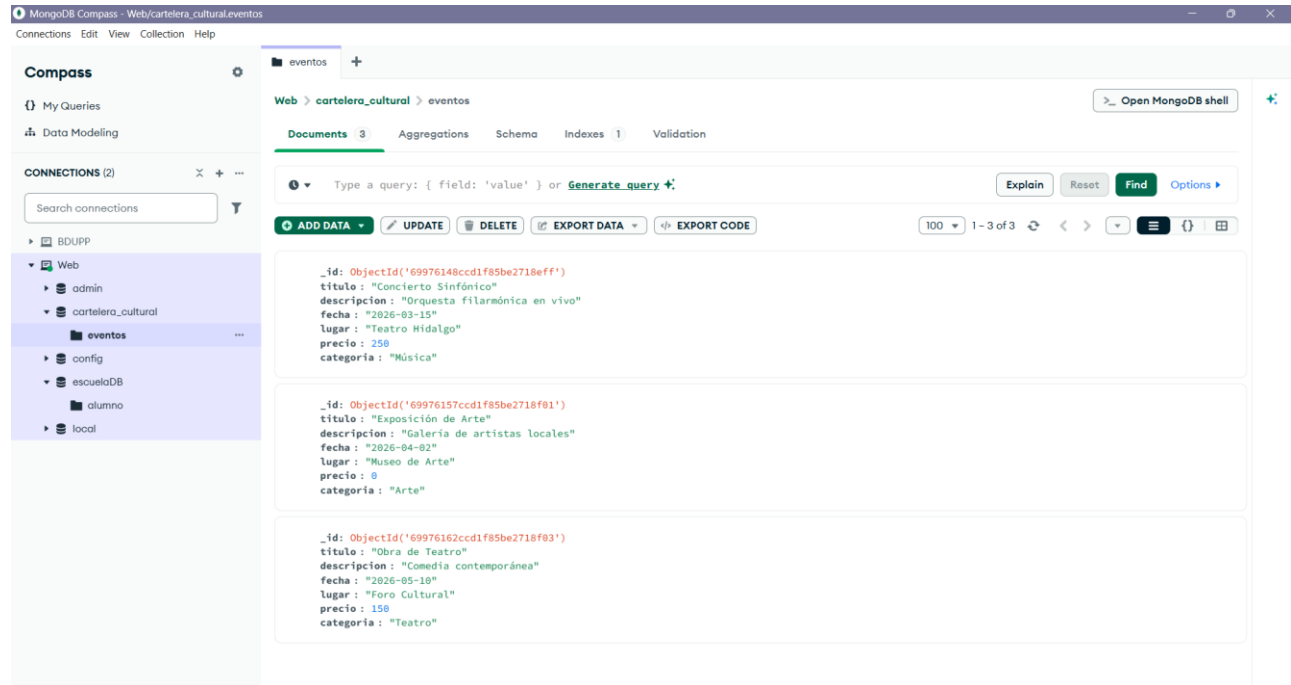 MongoDB Compass - Web/cartelera_cultural.eventos
Connections Edit View Collection Help
Compass
{} My Queries
Data Modeling
CONNECTIONS (2)
Search connections
BDUPP
Web
admin
cartelera_cultural
eventos
config
escuelaDB
alumno
local
eventos
Web > cartelera_cultural > eventos
>_ Open MongoDB shell
Documents 3 Aggregations Schema Indexes 1 Validation
Type a query: { field: 'value' } or Generate query
Explain Reset Find Options
ADD DATA UPDATE DELETE EXPORT DATA EXPORT CODE
100 1 – 3 of 3
_id: ObjectId('69976148ccd1f85be2718eff')
titulo : "Concierto Sinfónico"
descripcion : "Orquesta filarmónica en vivo"
fecha : "2026-03-15"
lugar : "Teatro Hidalgo"
precio : 250
categoria : "Música"
_id: ObjectId('69976157ccd1f85be2718f01')
titulo : "Exposición de Arte"
descripcion : "Galería de artistas locales"
fecha : "2026-04-02"
lugar : "Museo de Arte"
precio : 0
categoria : "Arte"
_id: ObjectId('69976162ccd1f85be2718f03')
titulo : "Obra de Teatro"
descripcion : "Comedia contemporánea"
fecha : "2026-05-10"
lugar : "Foro Cultural"
precio : 150
categoria : "Teatro"